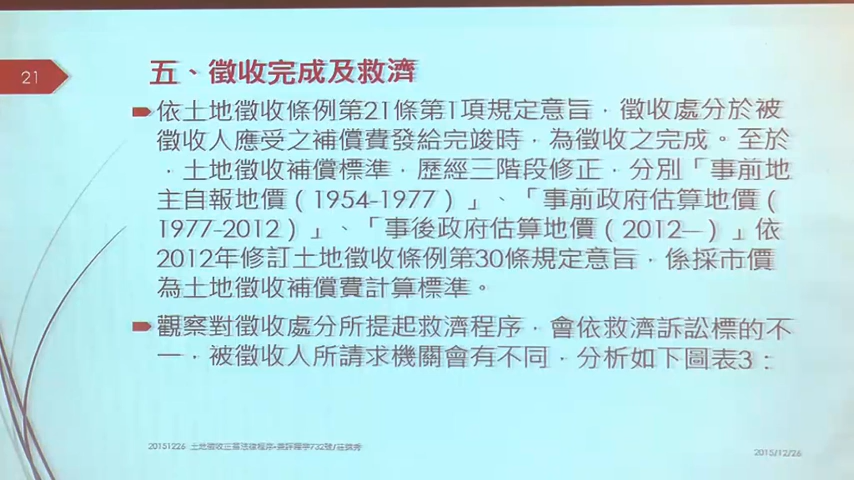 21
五、徵收完成及救濟
依土地徵收條例第21條第1項規定意旨，徵收處分於被
徵收人應受之補償費發給完竣時，為徵收之完成。至於
，土地徵收補償標準，歷經三階段修正，分別「事前地
主自報地價（1954-1977）」、「事前政府估算地價（
1977-2012）」、「事後政府估算地價（2012—）」依
2012年修訂土地徵收條例第30條規定意旨，係採市價
為土地徵收補償費計算標準。
觀察對徵收處分所提起救濟程序，會依救濟訴訟標的不
一，被徵收人所請求機關會有不同，分析如下圖表3：
20151226 土地徵收正當法律程序-兼評釋字732號/
2015/12/26